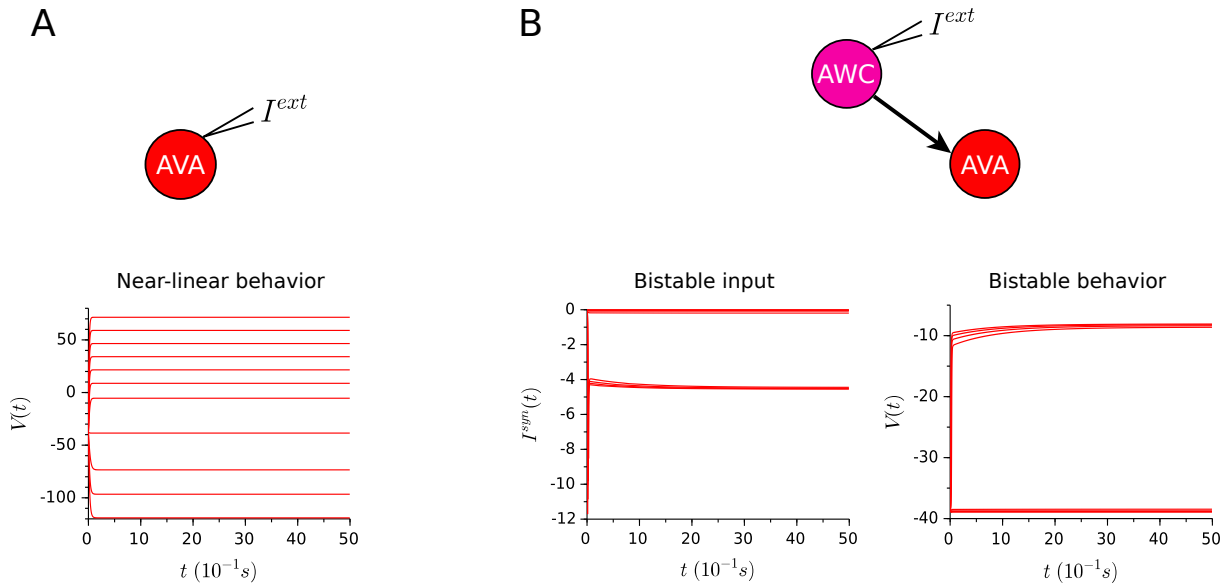 A
I^ext
AVA
Near-linear behavior
V(t)
50
0
-50
-100
0 10 20 30 40 50
t (10^−1 s)
B
I^ext
AWC
AVA
Bistable input
I^syn(t)
0
-2
-4
-6
-8
-10
-12
0 10 20 30 40 50
t (10^−1 s)
Bistable behavior
V(t)
-10
-20
-30
-40
0 10 20 30 40 50
t (10^−1 s)